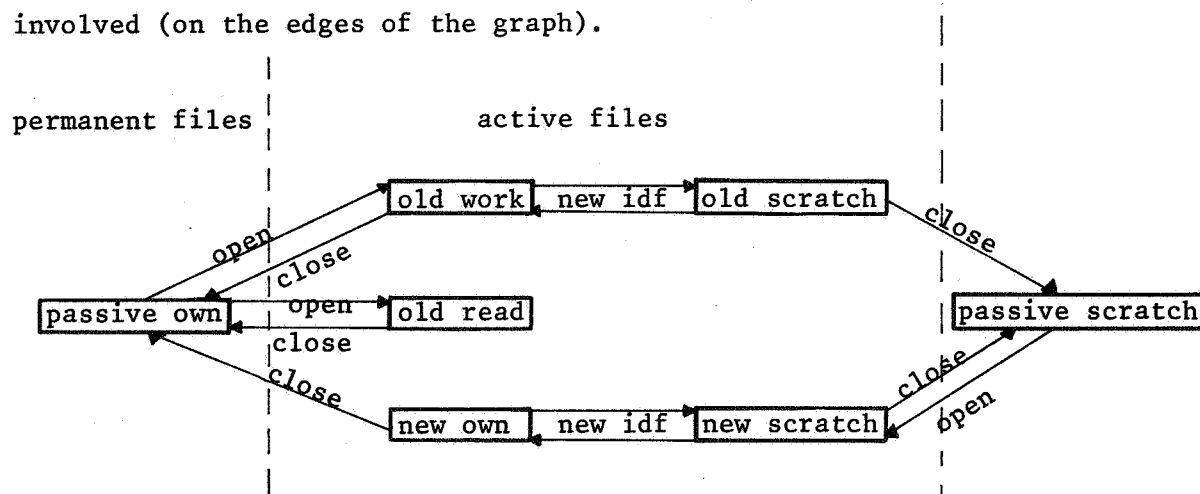 involved (on the edges of the graph).
permanent files
active files
old work
new idf
old scratch
open
close
close
passive own
open
old read
passive scratch
close
close
close
open
new own
new idf
new scratch